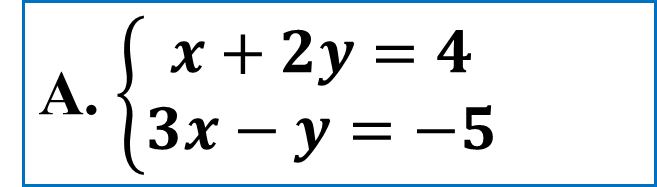 A. { x + 2y = 4
3x − y = −5